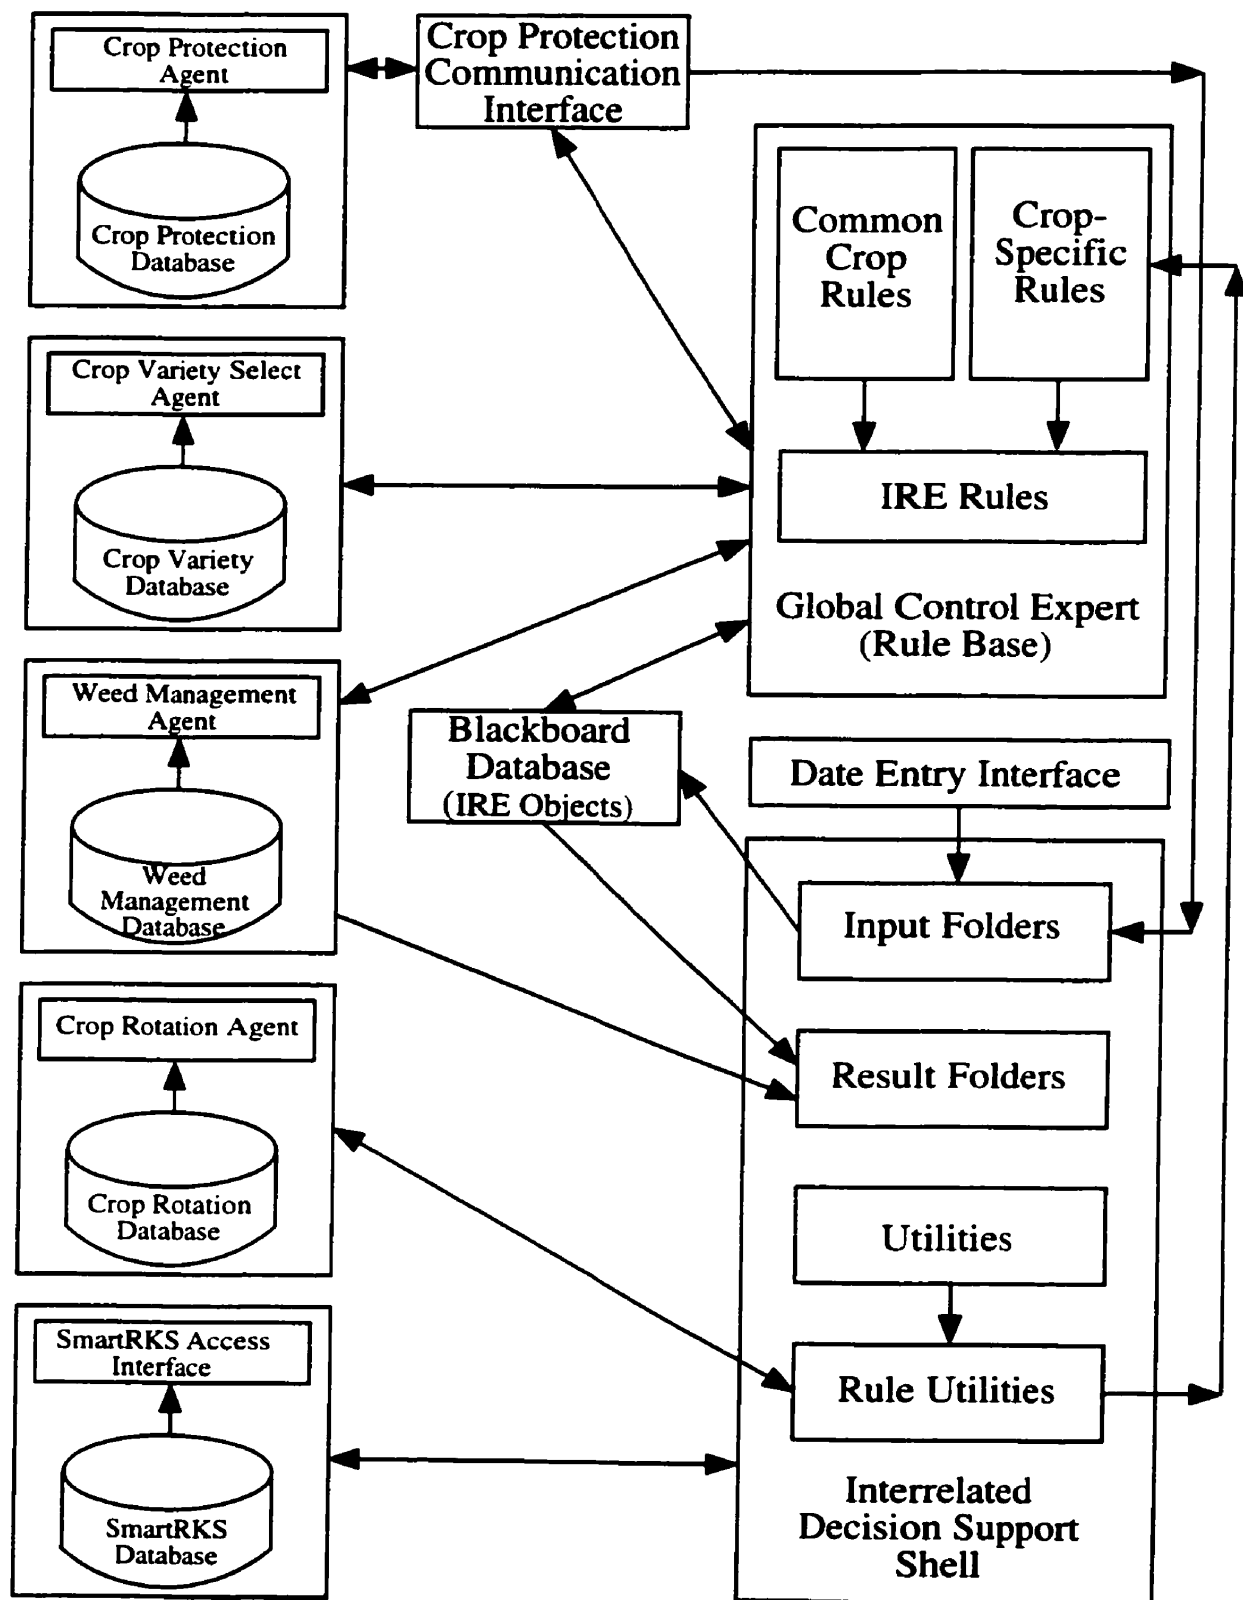 Crop Protection
Agent
Crop Protection
Database
Crop Protection
Communication
Interface
Common
Crop
Rules
Crop-
Specific
Rules
IRE Rules
Global Control Expert
(Rule Base)
Crop Variety Select
Agent
Crop Variety
Database
Weed Management
Agent
Weed
Management
Database
Blackboard
Database
(IRE Objects)
Date Entry Interface
Input Folders
Result Folders
Utilities
Rule Utilities
Interrelated
Decision Support
Shell
Crop Rotation Agent
Crop Rotation
Database
SmartRKS Access
Interface
SmartRKS
Database